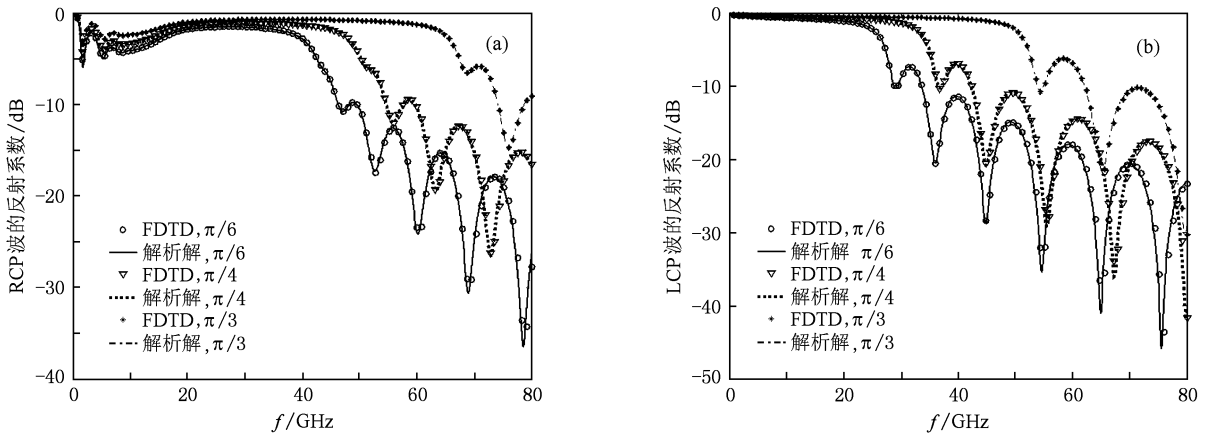 (a)
RCP波的反射系数/dB
0
−10
−20
−30
−40
FDTD,π/6
解析解,π/6
FDTD,π/4
解析解,π/4
FDTD,π/3
解析解,π/3
0 20 40 60 80
f/GHz
(b)
LCP波的反射系数/dB
0
−10
−20
−30
−40
−50
FDTD,π/6
解析解 π/6
FDTD,π/4
解析解,π/4
FDTD,π/3
解析解,π/3
0 20 40 60 80
f/GHz